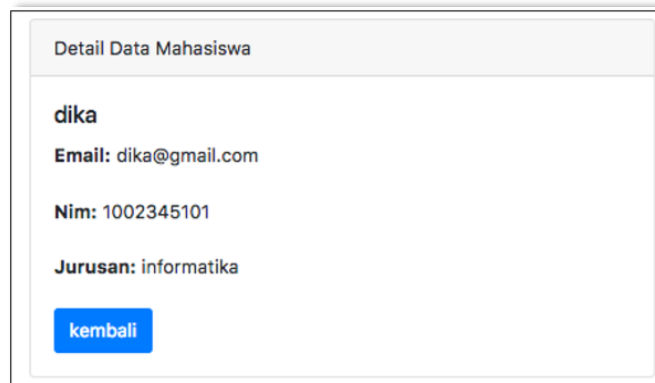 Detail Data Mahasiswa
dika
Email: dika@gmail.com
Nim: 1002345101
Jurusan: informatika
kembali